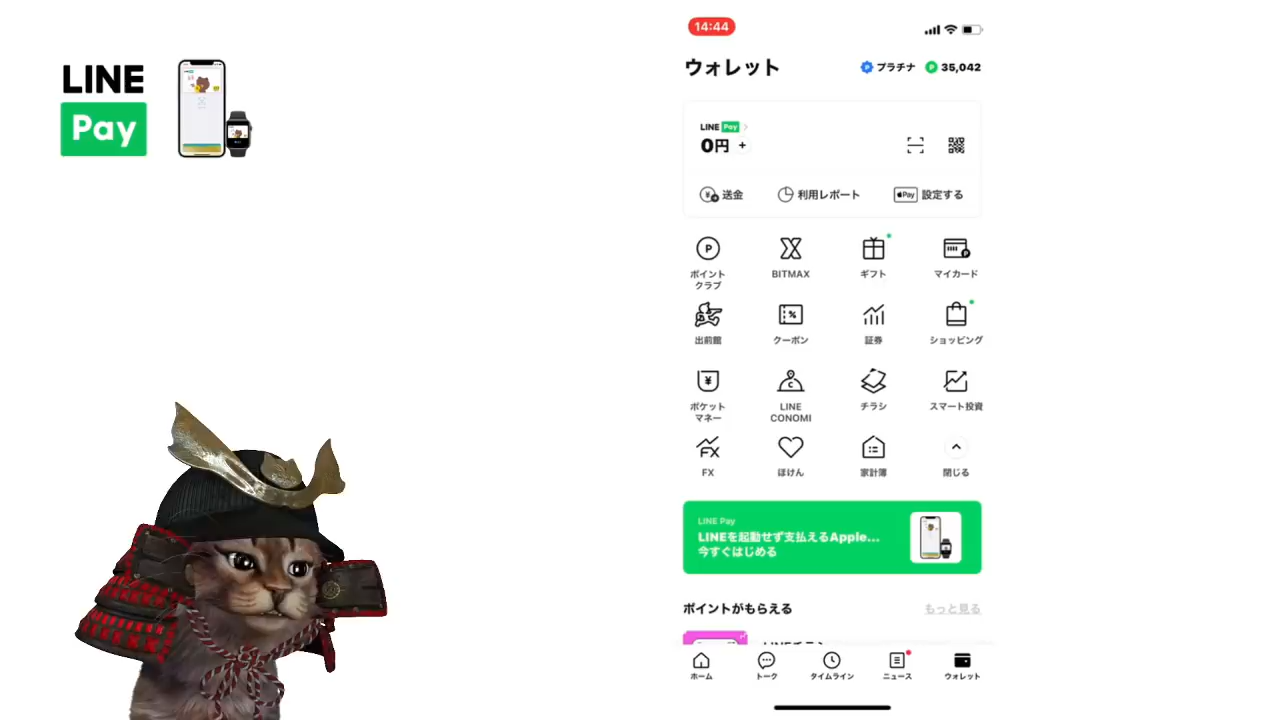 LINE
Pay
14:44
ウォレット
プラチナ
35,042
LINE Pay
0円 +
送金
利用レポート
Pay 設定する
ポイント
クラブ
BITMAX
ギフト
マイカード
出前館
クーポン
証券
ショッピング
ポケット
マネー
LINE
CONOMI
チラシ
スマート投資
FX
ほけん
家計簿
閉じる
LINE Pay
LINEを起動せず支払えるApple...
今すぐはじめる
ポイントがもらえる
もっと見る
ホーム
トーク
タイムライン
ニュース
ウォレット